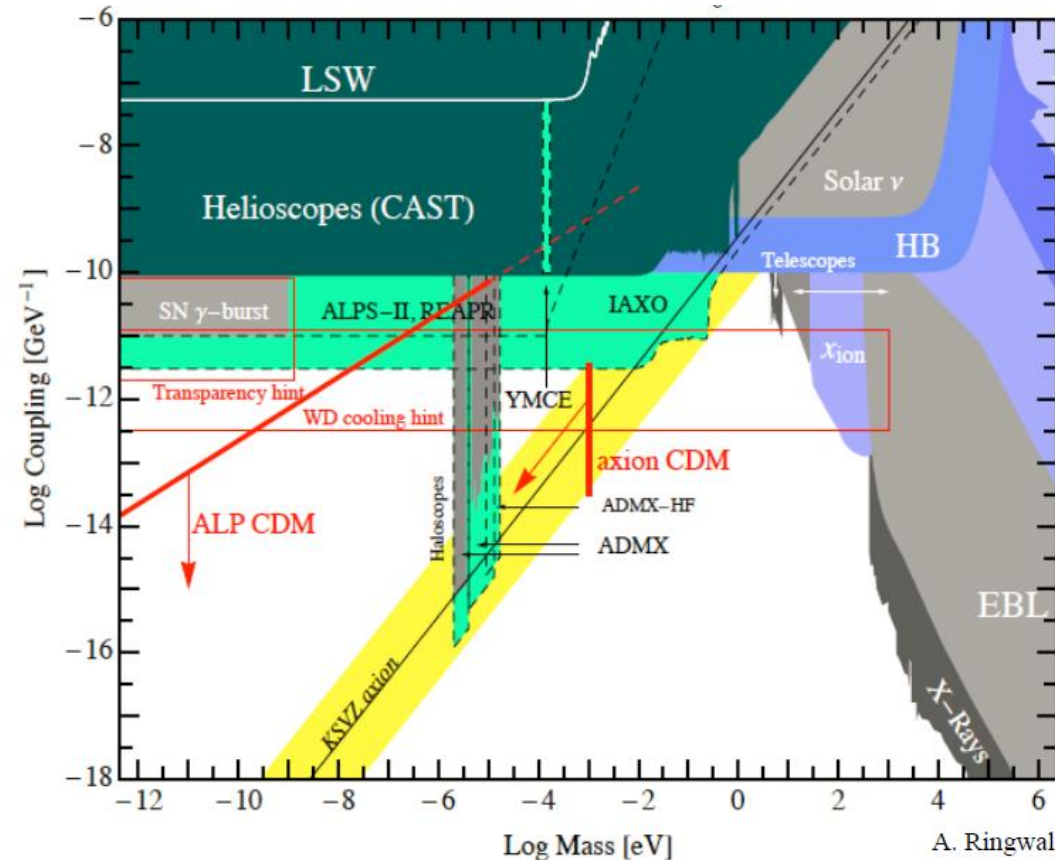 LSW
Helioscopes (CAST)
Solar ν
HB
Telescopes
SN γ−burst
ALPS−II, REAPR
IAXO
x_ion
Transparency hint
WD cooling hint
YMCE
axion CDM
ALP CDM
Haloscopes
ADMX−HF
ADMX
EBL
KSVZ axion
X−Rays
Log Coupling [GeV⁻¹]
−6
−8
−10
−12
−14
−16
−18
−12
−10
−8
−6
−4
−2
0
2
4
6
Log Mass [eV]
A. Ringwal